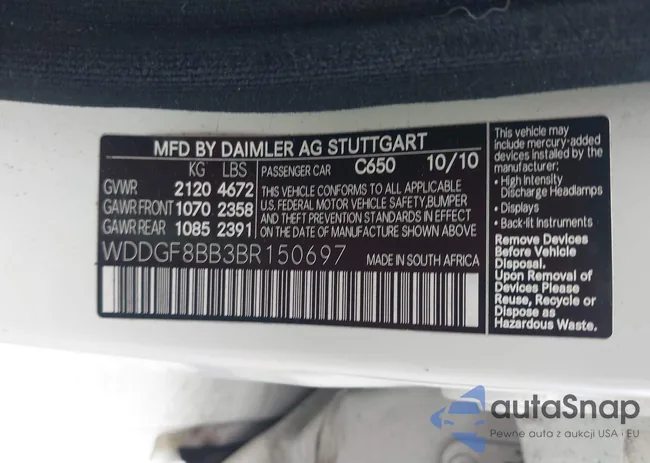 MFD BY DAIMLER AG STUTTGART
KG LBS PASSENGER CAR C650 10/10
GVWR 2120 4672
GAWR FRONT 1070 2358
GAWR REAR 1085 2391
THIS VEHICLE CONFORMS TO ALL APPLICABLE
U.S. FEDERAL MOTOR VEHICLE SAFETY, BUMPER
AND THEFT PREVENTION STANDARDS IN
EFFECT ON THE DATE OF MANUFACTURE
SHOWN ABOVE.
WDDGF8BB3BR150697 MADE IN SOUTH AFRICA
This vehicle may
include mercury-added
devices installed by the
manufacturer:
• High Intensity
Discharge Headlamps
• Displays
• Back-lit Instruments
Remove Devices
Before Vehicle
Disposal.
Upon Removal of
Devices Please
Reuse, Recycle or
Dispose as
Hazardous Waste.
autaSnap
Pewne auta z aukcji USA i EU